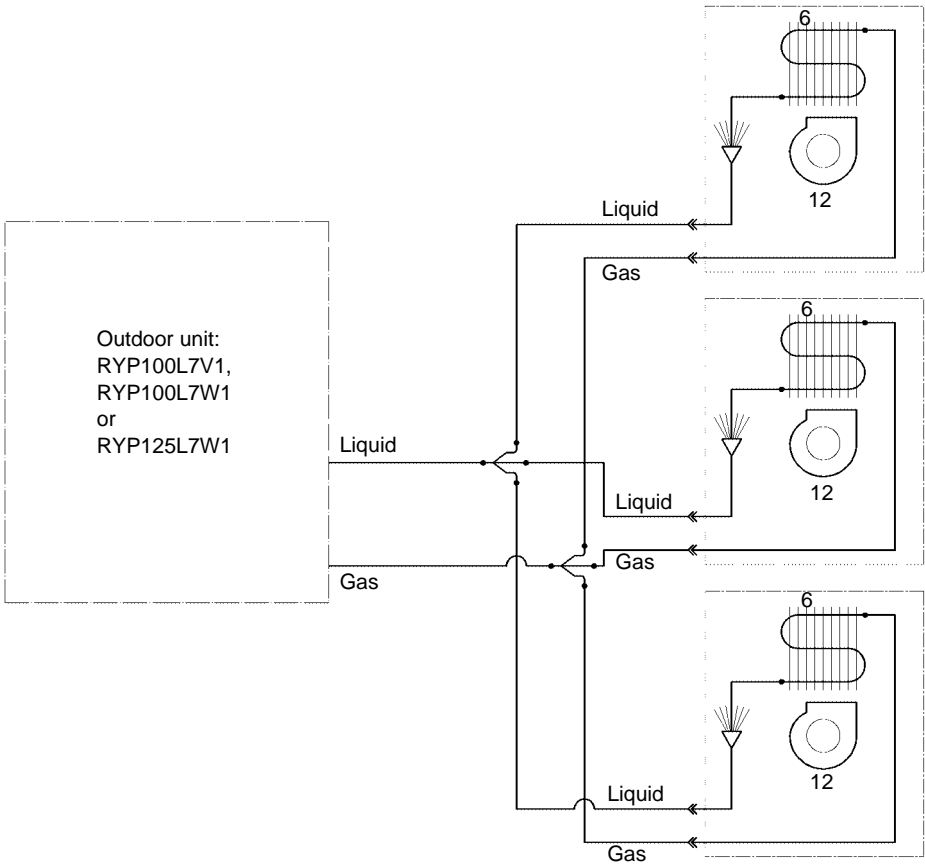 6
12
Liquid
Gas
Outdoor unit:
RYP100L7V1,
RYP100L7W1
or
RYP125L7W1
6
12
Liquid
Liquid
Gas
Gas
6
12
Liquid
Gas